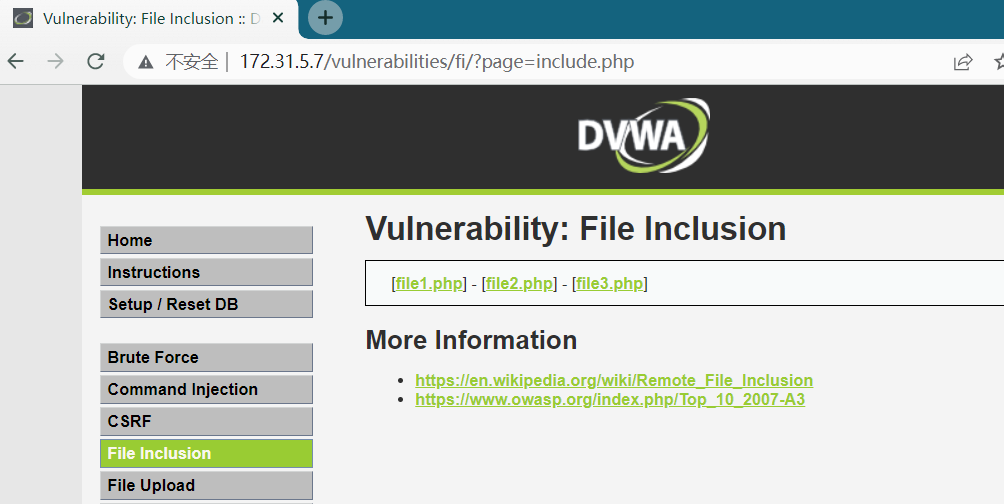 Vulnerability: File Inclusion :: D
不安全 | 172.31.5.7/vulnerabilities/fi/?page=include.php
DVWA
Home
Instructions
Setup / Reset DB
Brute Force
Command Injection
CSRF
File Inclusion
File Upload
Vulnerability: File Inclusion
[file1.php] - [file2.php] - [file3.php]
More Information
https://en.wikipedia.org/wiki/Remote_File_Inclusion
https://www.owasp.org/index.php/Top_10_2007-A3